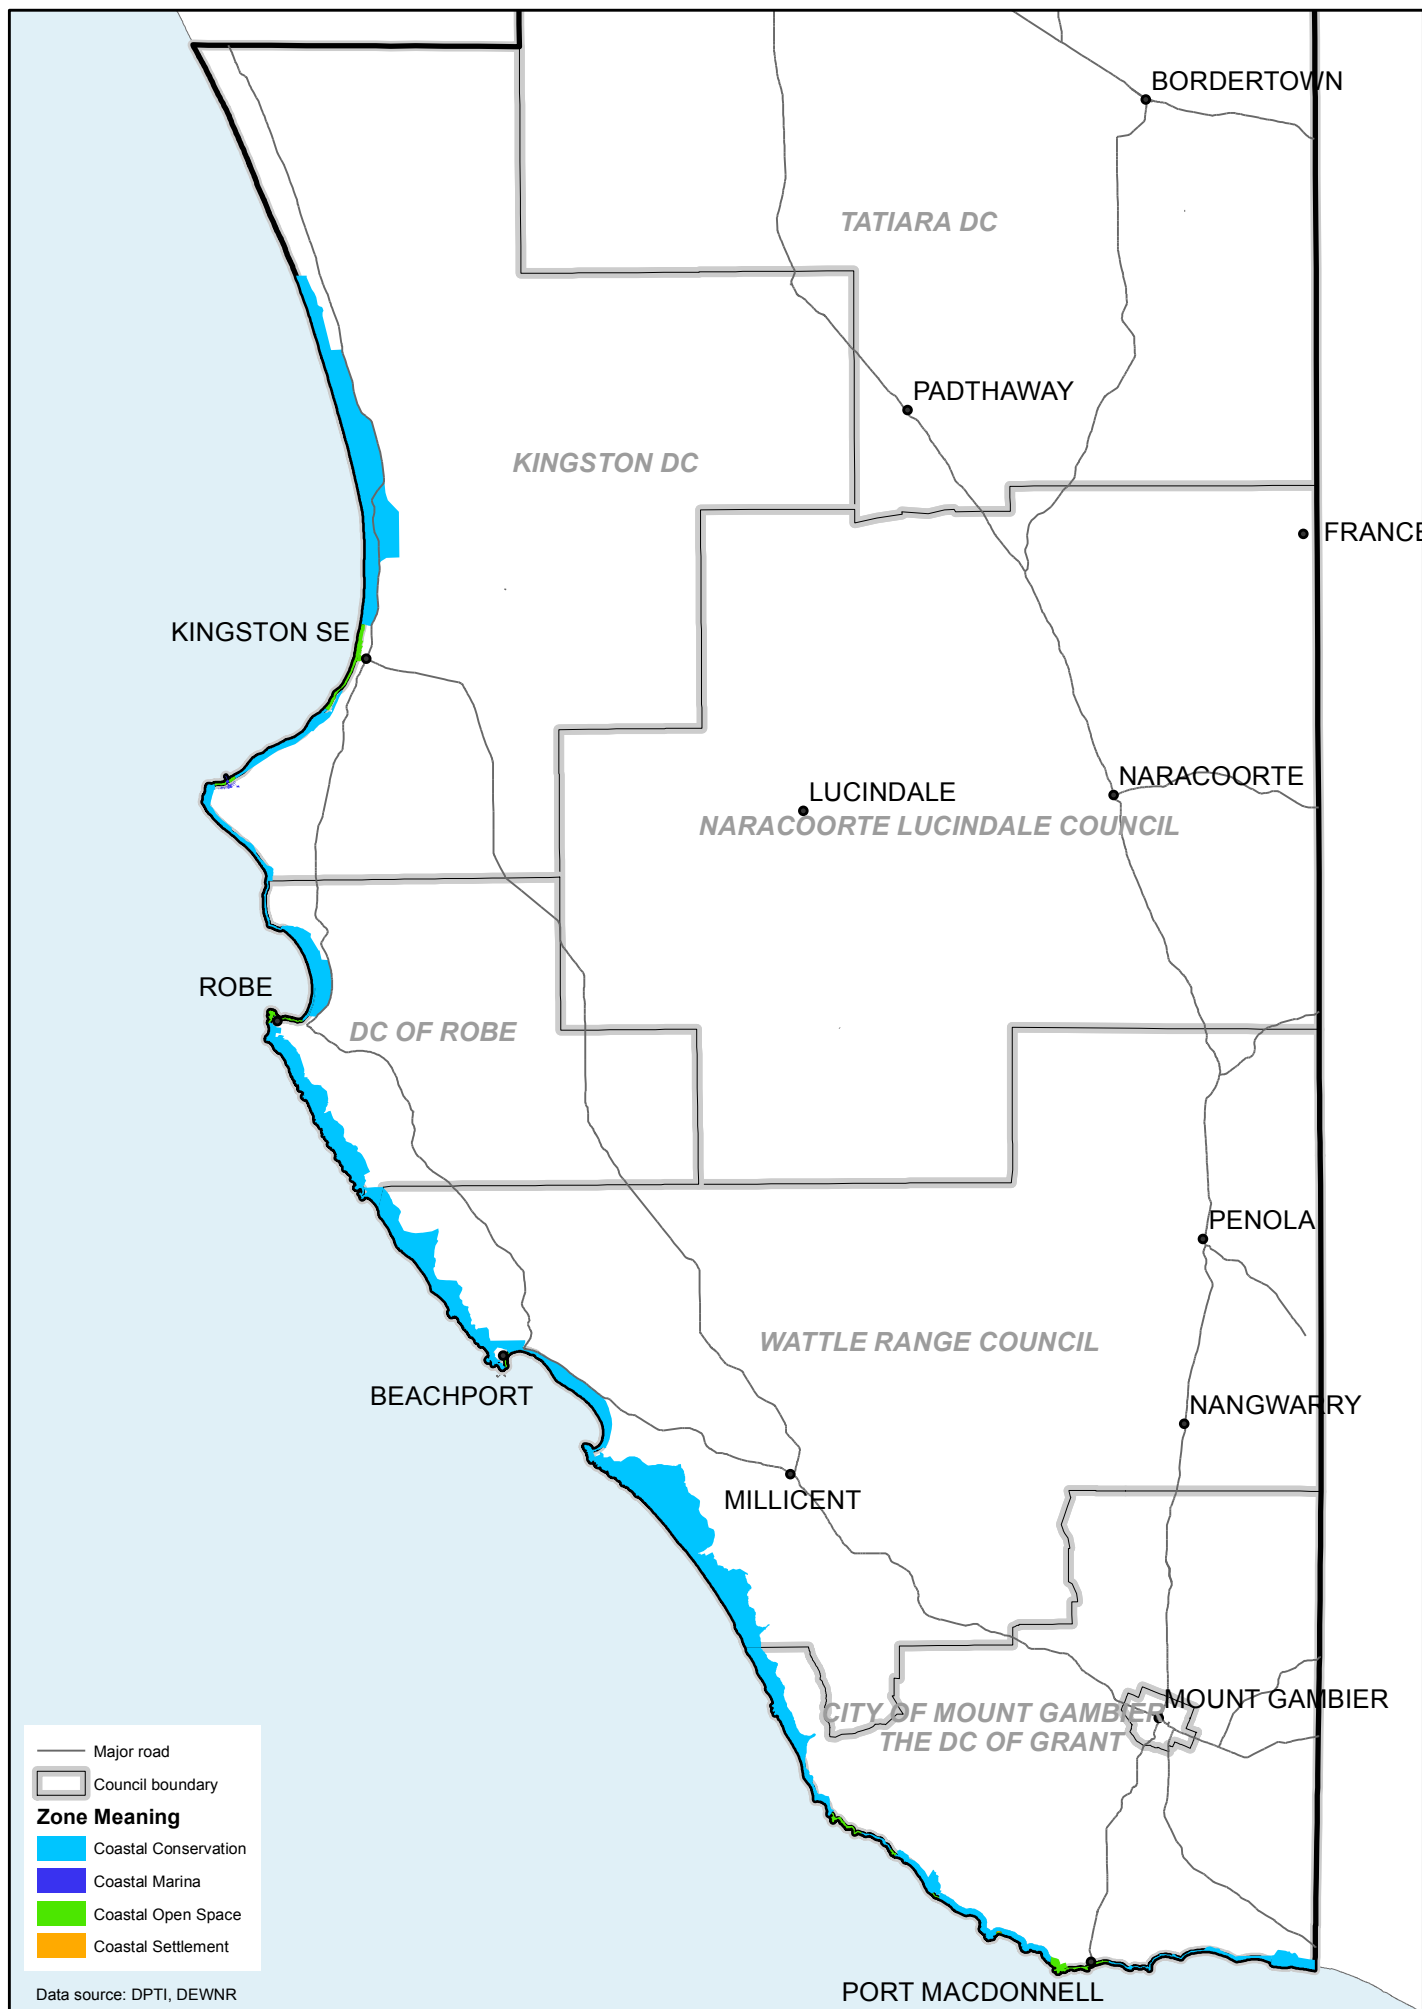 BORDERTOWN
TATIARA DC
PADTHAWAY
KINGSTON DC
FRANCE
KINGSTON SE
NARACOORTE
LUCINDALE
NARACOORTE LUCINDALE COUNCIL
ROBE
DC OF ROBE
PENOLA
WATTLE RANGE COUNCIL
BEACHPORT
NANGWARRY
MILLICENT
MOUNT GAMBIER
CITY OF MOUNT GAMBIER
THE DC OF GRANT
Major road
Council boundary
Zone Meaning
Coastal Conservation
Coastal Marina
Coastal Open Space
Coastal Settlement
Data source: DPTI, DEWNR
PORT MACDONNELL